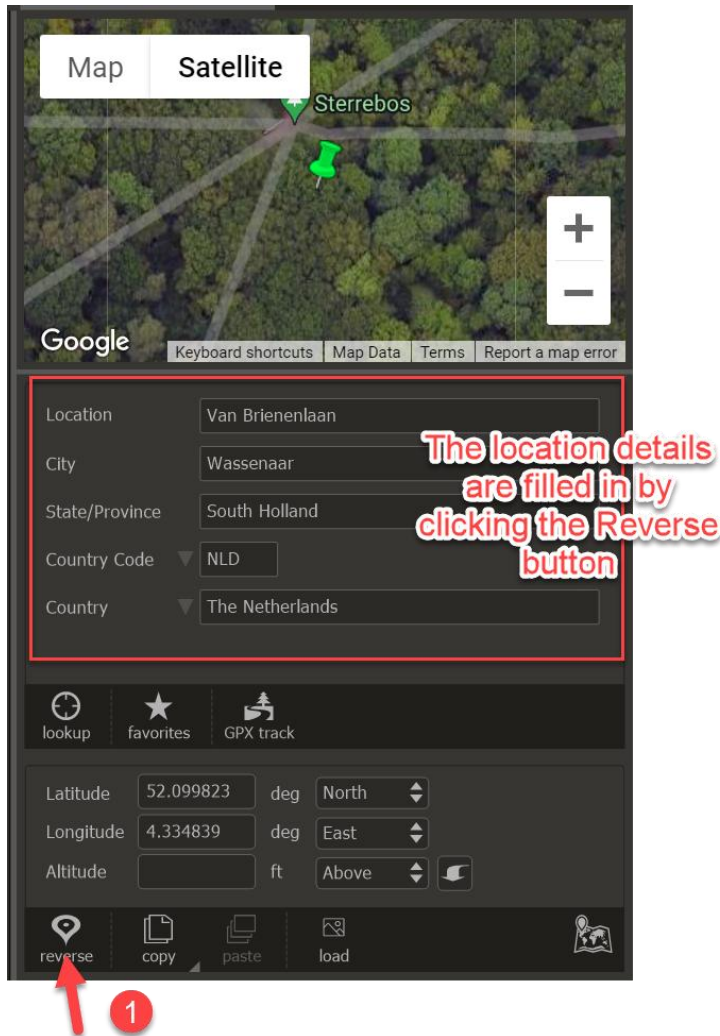 Map Satellite
Sterrebos
+
−
Google
Keyboard shortcuts Map Data Terms Report a map error
Location Van Brienenlaan
City Wassenaar
State/Province South Holland
Country Code NLD
Country The Netherlands
The location details
are filled in by
clicking the Reverse
button
lookup favorites GPX track
Latitude 52.099823 deg North
Longitude 4.334839 deg East
Altitude ft Above
reverse copy paste load
1